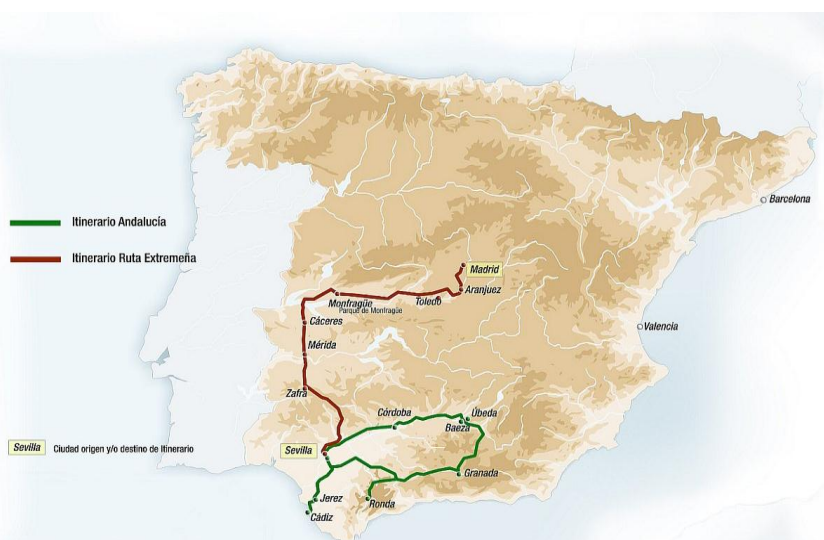 Barcelona
Itinerario Andalucía
Itinerario Ruta Extremeña
Madrid
Aranjuez
Toledo
Monfragüe
Parque de Monfragüe
Cáceres
Valencia
Mérida
Zafra
Córdoba
Úbeda
Baeza
Sevilla
Sevilla
Ciudad origen y/o destino de Itinerario
Granada
Jerez
Ronda
Cádiz